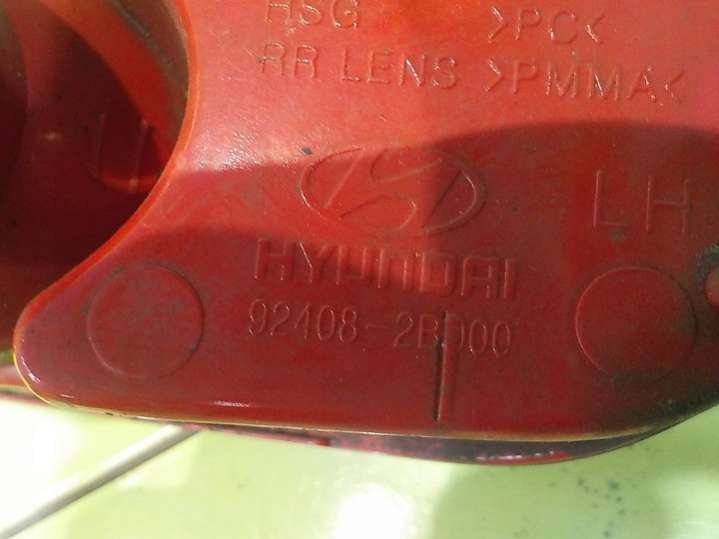 HSG >PC<
RR LENS >PMMA<
LH
HYUNDAI
92408-2B000